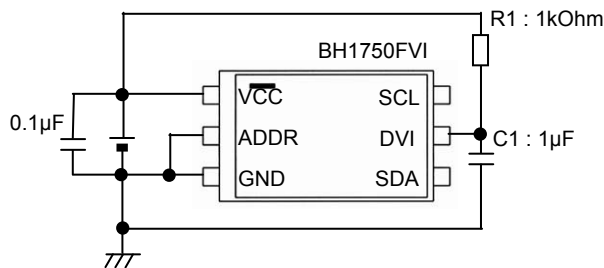 R1 : 1kOhm
BH1750FVI
VCC
SCL
0.1µF
ADDR
DVI
C1 : 1µF
GND
SDA